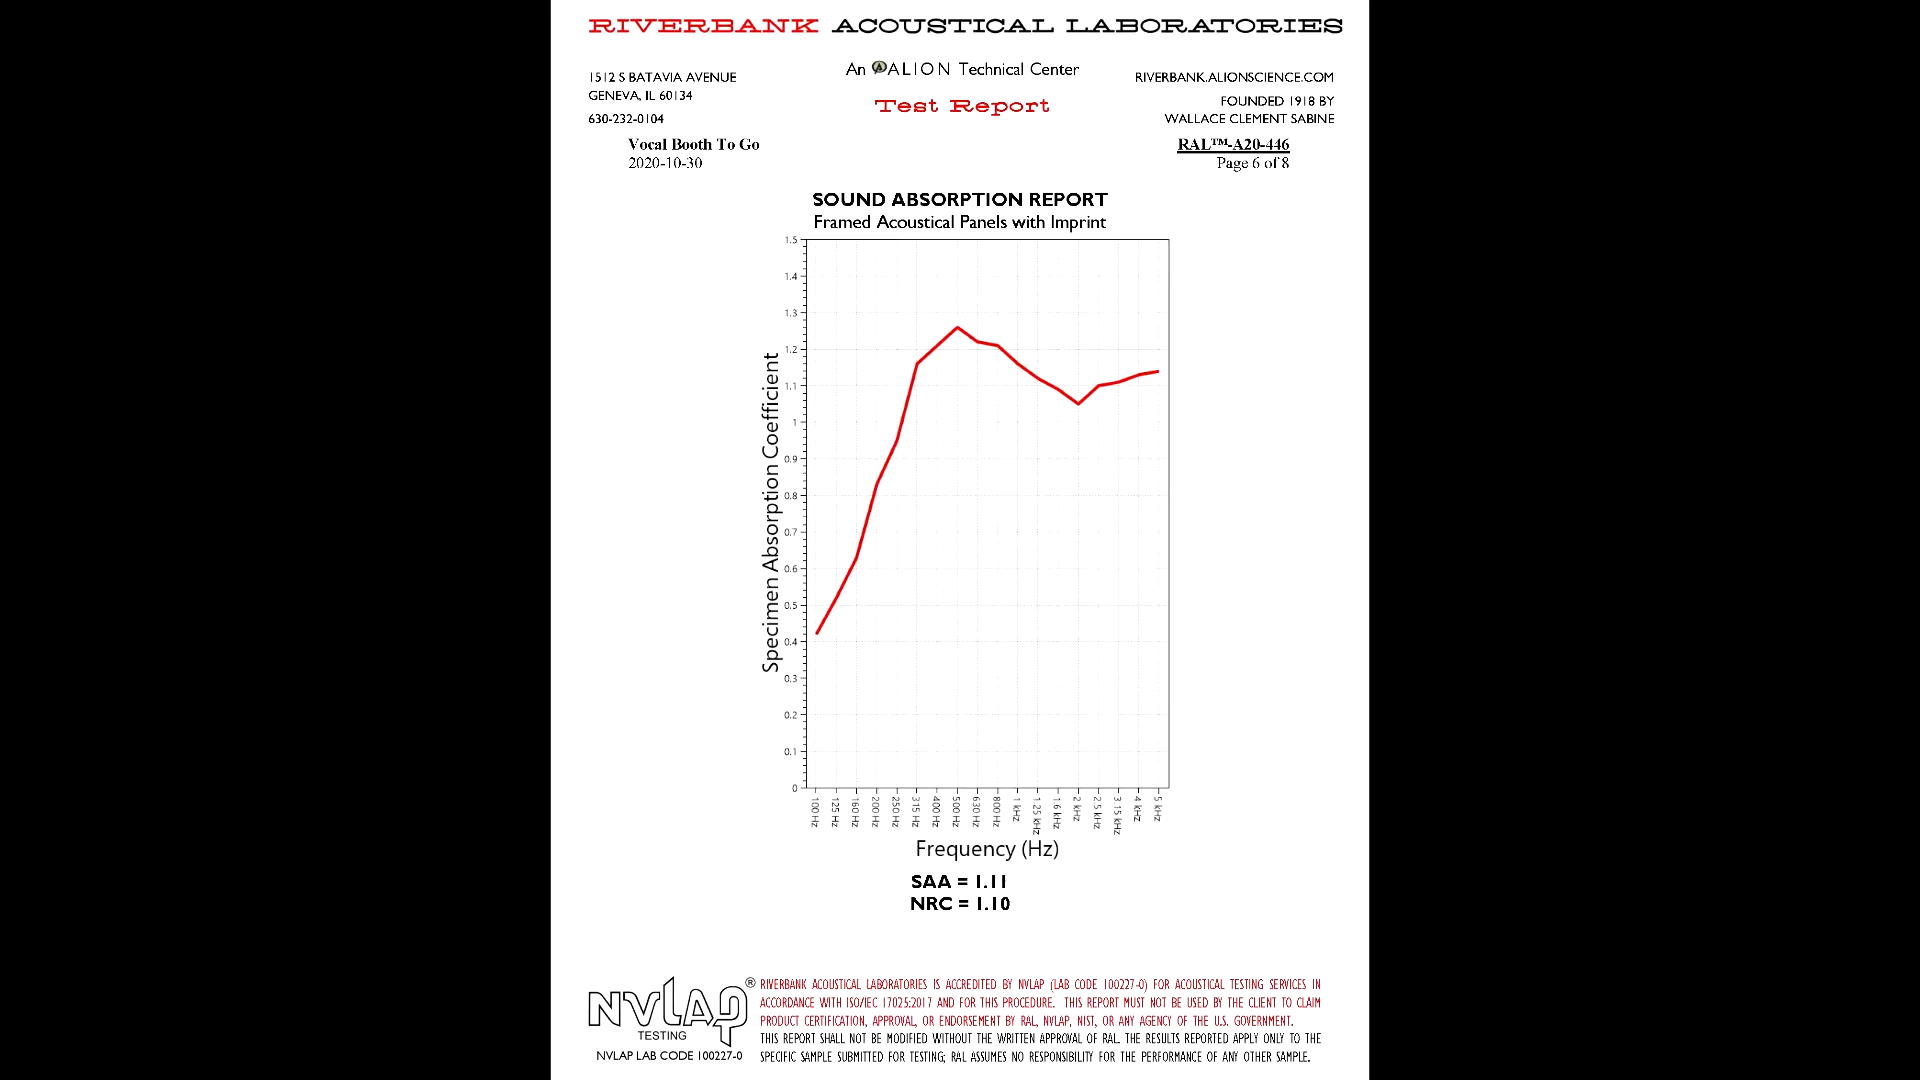 RIVERBANK ACOUSTICAL LABORATORIES
1512 S BATAVIA AVENUE
GENEVA, IL 60134
630-232-0104
An ALION Technical Center
Test Report
RIVERBANK.ALIONSCIENCE.COM
FOUNDED 1918 BY
WALLACE CLEMENT SABINE
Vocal Booth To Go
2020-10-30
RAL™-A20-446
Page 6 of 8
SOUND ABSORPTION REPORT
Framed Acoustical Panels with Imprint
Specimen Absorption Coefficient
1.5
1.4
1.3
1.2
1.1
1
0.9
0.8
0.7
0.6
0.5
0.4
0.3
0.2
0.1
0
100 Hz
125 Hz
160 Hz
200 Hz
250 Hz
315 Hz
400 Hz
500 Hz
630 Hz
800 Hz
1 kHz
1.25 kHz
1.6 kHz
2 kHz
2.5 kHz
3.15 kHz
4 kHz
5 kHz
Frequency (Hz)
SAA = 1.11
NRC = 1.10
NVLAP®
TESTING
NVLAP LAB CODE 100227-0
RIVERBANK ACOUSTICAL LABORATORIES IS ACCREDITED BY NVLAP (LAB CODE 100227-0) FOR ACOUSTICAL TESTING SERVICES IN
ACCORDANCE WITH ISO/IEC 17025:2017 AND FOR THIS PROCEDURE. THIS REPORT MUST NOT BE USED BY THE CLIENT TO CLAIM
PRODUCT CERTIFICATION, APPROVAL, OR ENDORSEMENT BY RAL, NVLAP, NIST, OR ANY AGENCY OF THE U.S. GOVERNMENT.
THIS REPORT SHALL NOT BE MODIFIED WITHOUT THE WRITTEN APPROVAL OF RAL. THE RESULTS REPORTED APPLY ONLY TO THE
SPECIFIC SAMPLE SUBMITTED FOR TESTING; RAL ASSUMES NO RESPONSIBILITY FOR THE PERFORMANCE OF ANY OTHER SAMPLE.